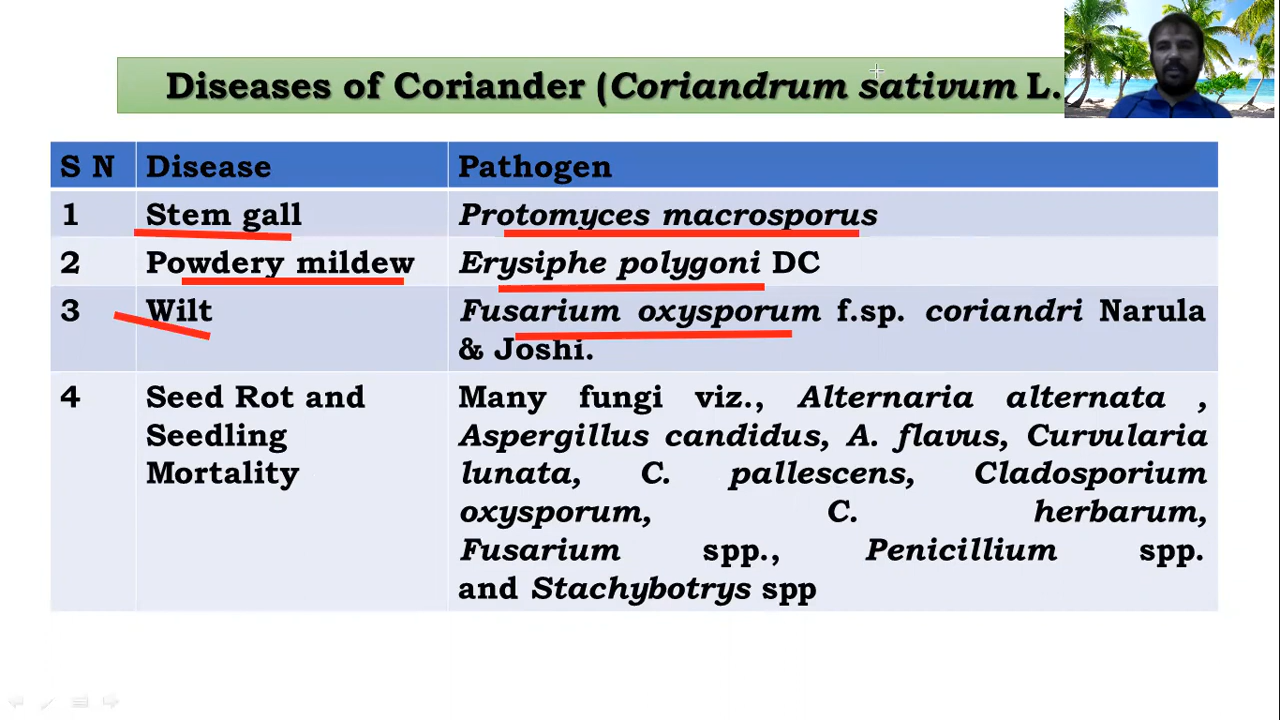 Diseases of Coriander (Coriandrum sativum L.
S N Disease Pathogen
1 Stem gall Protomyces macrosporus
2 Powdery mildew Erysiphe polygoni DC
3 Wilt Fusarium oxysporum f.sp. coriandri Narula
& Joshi.
4 Seed Rot and Many fungi viz., Alternaria alternata ,
Seedling Aspergillus candidus, A. flavus, Curvularia
Mortality lunata, C. pallescens, Cladosporium
oxysporum, C. herbarum,
Fusarium spp., Penicillium spp.
and Stachybotrys spp